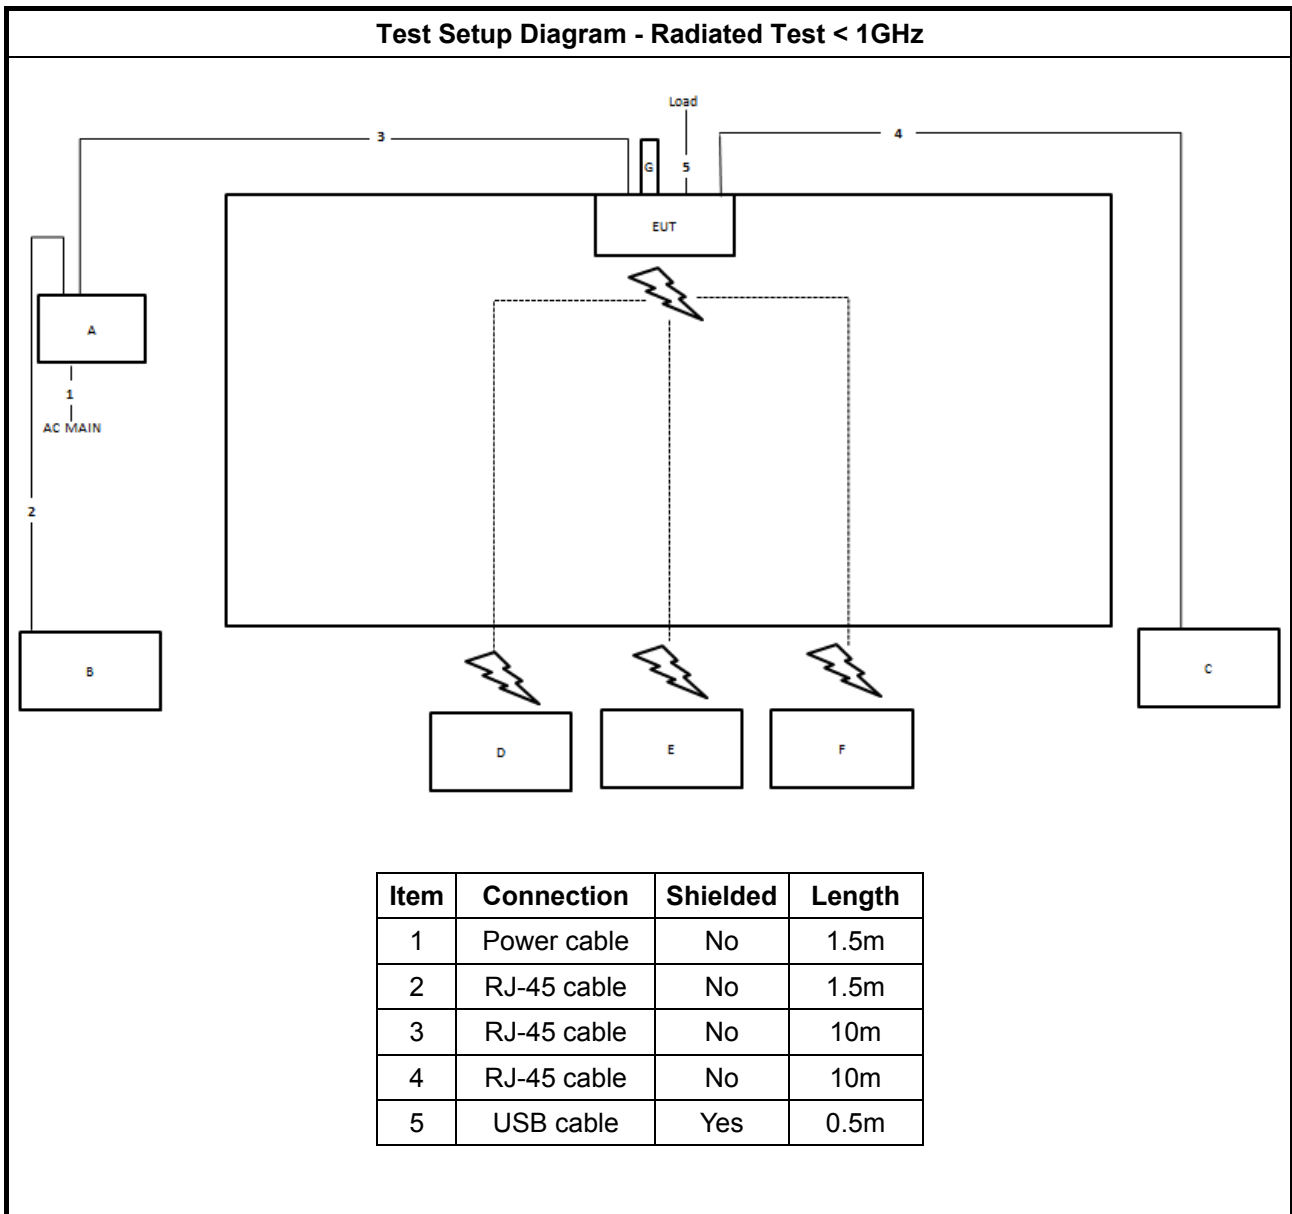 Test Setup Diagram - Radiated Test < 1GHz
Load
3
4
G
5
EUT
A
1
AC MAIN
2
B
C
D
E
F
Item Connection Shielded Length
1 Power cable No 1.5m
2 RJ-45 cable No 1.5m
3 RJ-45 cable No 10m
4 RJ-45 cable No 10m
5 USB cable Yes 0.5m